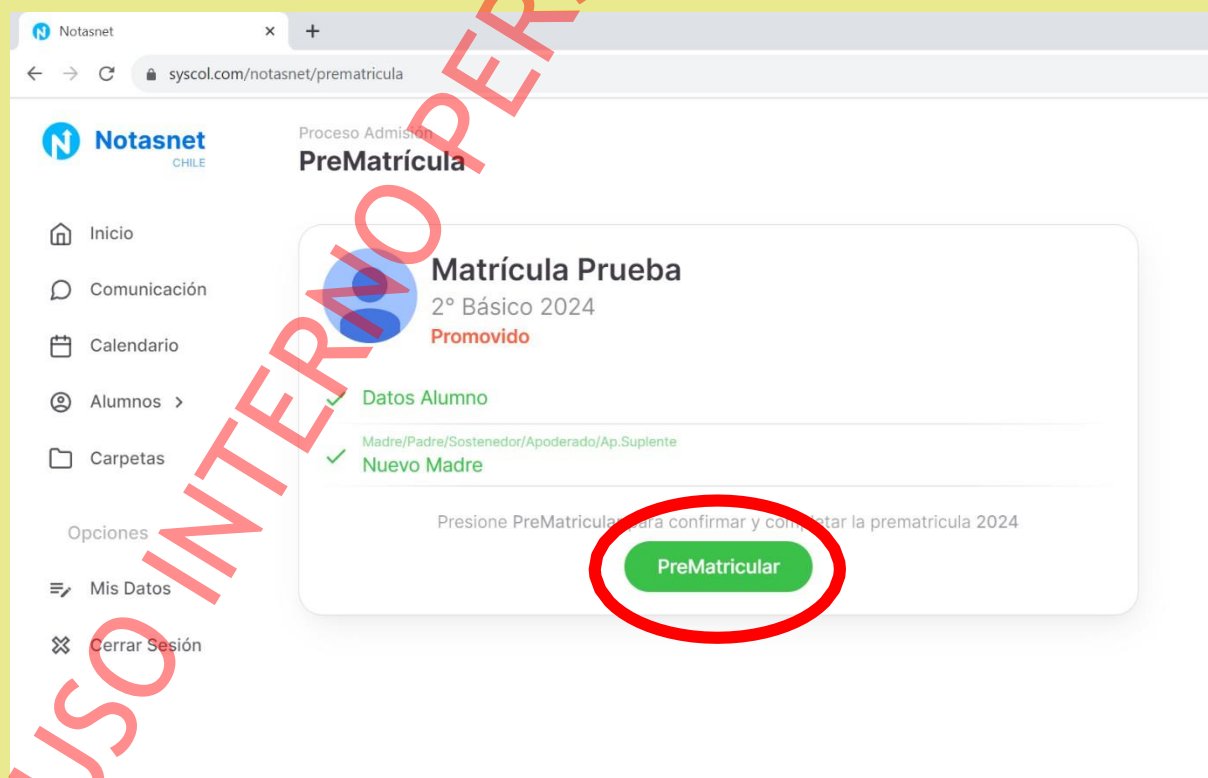 Notasnet
syscol.com/notasnet/prematricula
Notasnet
CHILE
Proceso Admisión
PreMatrícula
Inicio
Comunicación
Calendario
Alumnos >
Carpetas
Opciones
Mis Datos
Cerrar Sesión
Matrícula Prueba
2° Básico 2024
Promovido
Datos Alumno
Madre/Padre/Sostenedor/Apoderado/Ap.Suplente
Nuevo Madre
Presione PreMatricular para confirmar y completar la prematricula 2024
PreMatricular
USO INTERNO